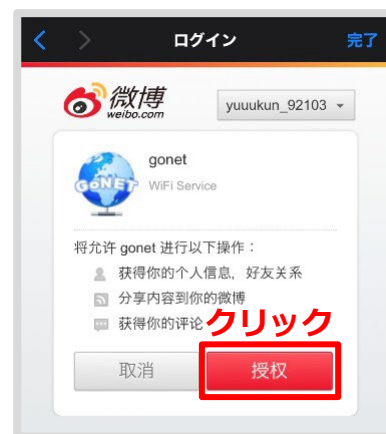 ログイン
完了
微博
weibo.com
yuuukun_92103
gonet
GONET
WiFi Service
将允许 gonet 进行以下操作：
获得你的个人信息，好友关系
分享内容到你的微博
获得你的评论
クリック
取消
授权